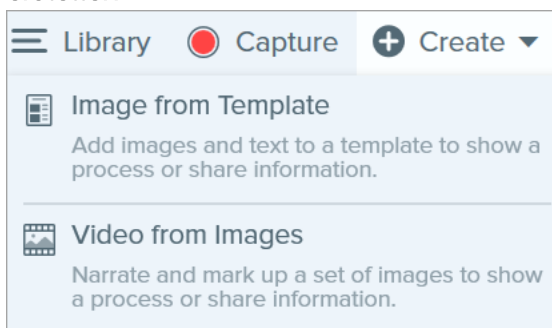 Library Capture Create
Image from Template
Add images and text to a template to show a
process or share information.
Video from Images
Narrate and mark up a set of images to show
a process or share information.